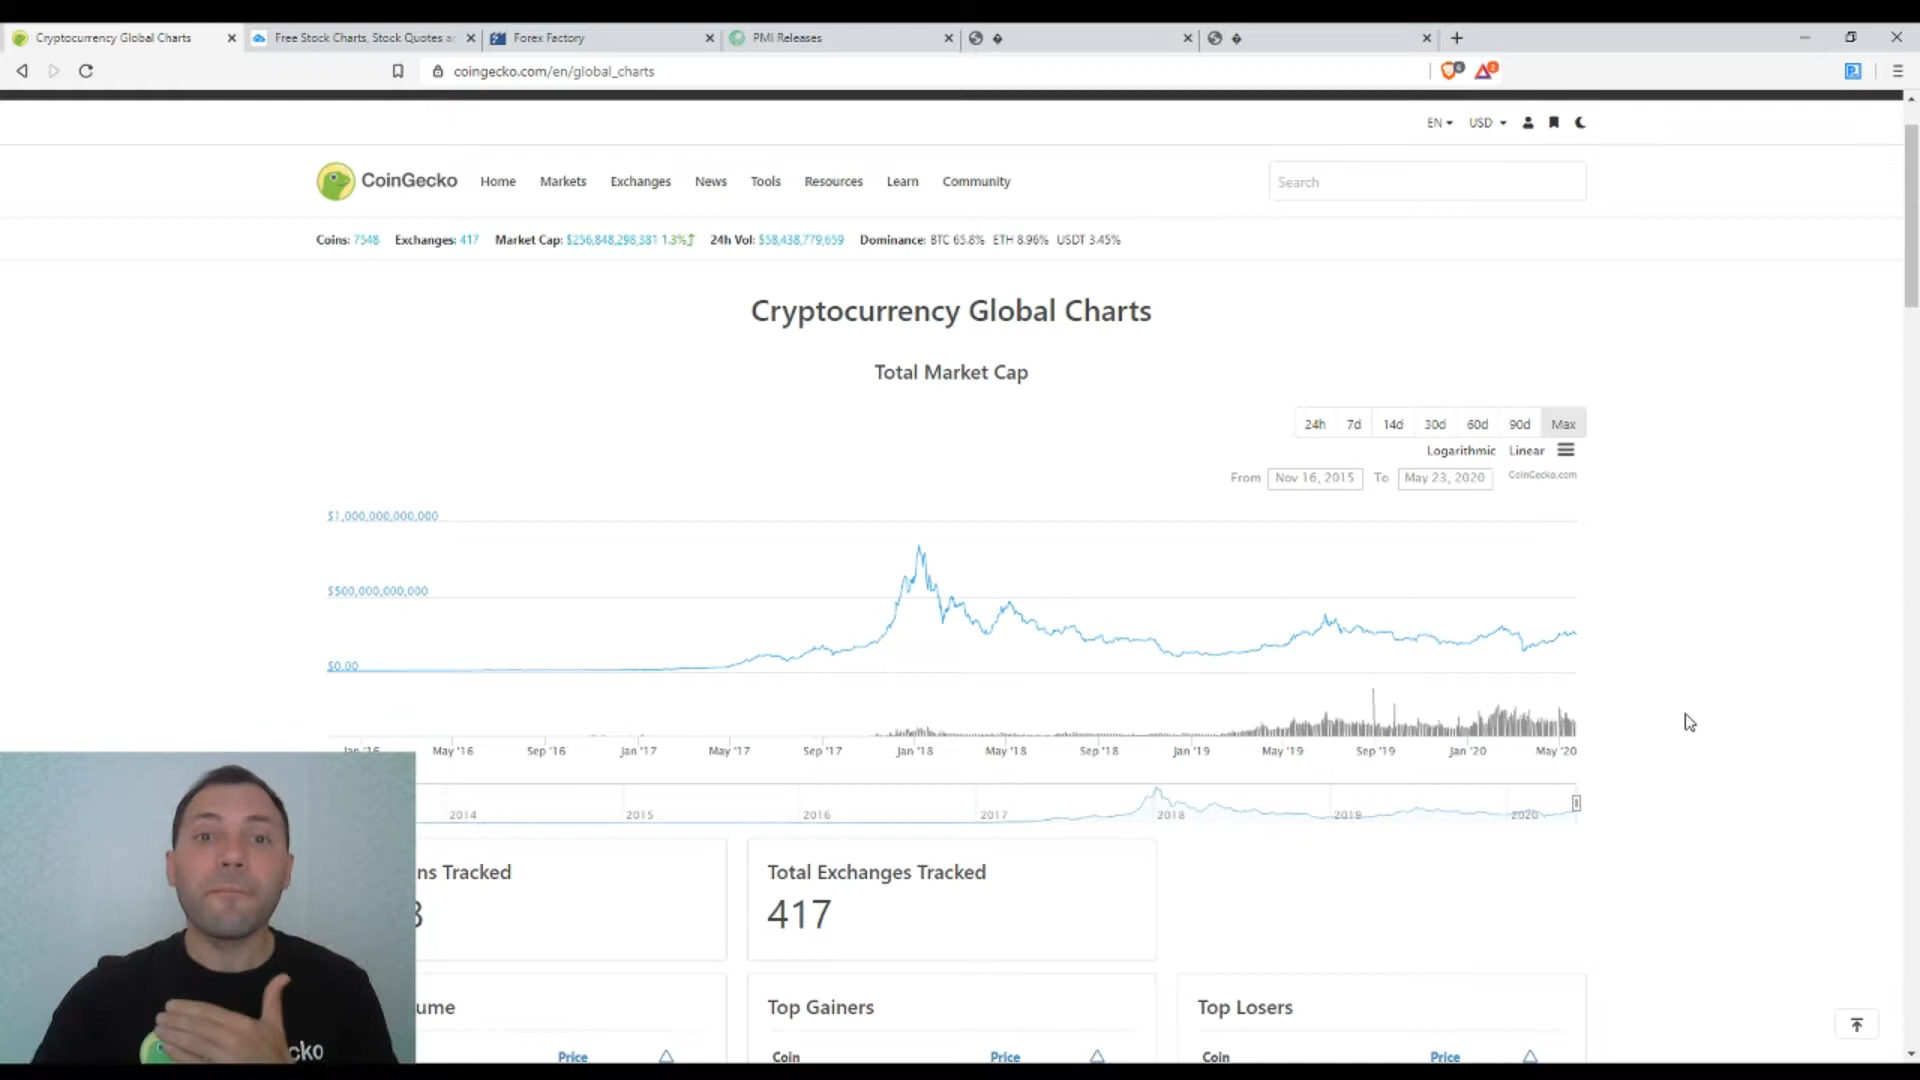 Cryptocurrency Global Charts
Free Stock Charts, Stock Quotes
Forex Factory
PMI Releases
coingecko.com/en/global_charts
EN USD
CoinGecko Home Markets Exchanges News Tools Resources Learn Community Search
Coins: 7548 Exchanges: 417 Market Cap: $256,848,298,381 1.3% 24h Vol: $58,438,779,659 Dominance: BTC 65.8% ETH 8.96% USDT 3.45%
Cryptocurrency Global Charts
Total Market Cap
24h 7d 14d 30d 60d 90d Max
Logarithmic Linear
From Nov 16, 2015 To May 23, 2020 CoinGecko.com
$1,000,000,000,000
$500,000,000,000
$0.00
Jan '16 May '16 Sep '16 Jan '17 May '17 Sep '17 Jan '18 May '18 Sep '18 Jan '19 May '19 Sep '19 Jan '20 May '20
2014 2015 2016 2017 2018 2019 2020
ns Tracked Total Exchanges Tracked
417
ume Top Gainers Top Losers
Price Coin Price Coin Price
cko